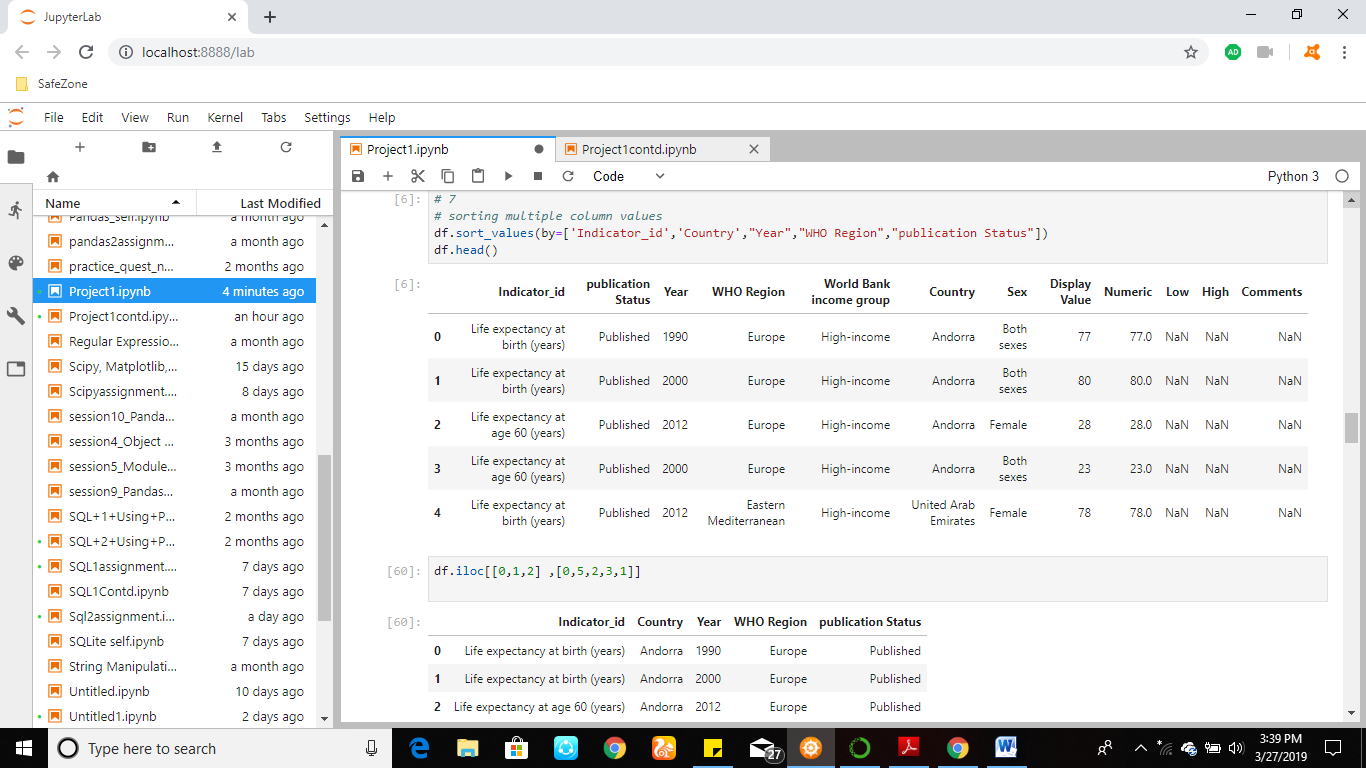 JupyterLab
localhost:8888/lab
AD
SafeZone
File Edit View Run Kernel Tabs Settings Help
Project1.ipynb
Project1contd.ipynb
Code
Python 3
Name Last Modified
Pandas_self.ipynb a month ago
pandas2assignm... a month ago
practice_quest_n... 2 months ago
Project1.ipynb 4 minutes ago
Project1contd.ipy... an hour ago
Regular Expressio... a month ago
Scipy, Matplotlib,... 15 days ago
Scipyassignment.... 8 days ago
session10_Panda... a month ago
session4_Object ... 3 months ago
session5_Module... 3 months ago
session9_Pandas... a month ago
SQL+1+Using+P... 2 months ago
SQL+2+Using+P... 2 months ago
SQL1assignment.... 7 days ago
SQL1Contd.ipynb 7 days ago
Sql2assignment.i... a day ago
SQLite self.ipynb 7 days ago
String Manipulati... a month ago
Untitled.ipynb 10 days ago
Untitled1.ipynb 2 days ago
[6]: # 7
# sorting multiple column values
df.sort_values(by=['Indicator_id','Country',"Year","WHO Region","publication Status"])
df.head()
[6]:
Indicator_id publication Status Year WHO Region World Bank income group Country Sex Display Value Numeric Low High Comments
0 Life expectancy at birth (years) Published 1990 Europe High-income Andorra Both sexes 77 77.0 NaN NaN NaN
1 Life expectancy at birth (years) Published 2000 Europe High-income Andorra Both sexes 80 80.0 NaN NaN NaN
2 Life expectancy at age 60 (years) Published 2012 Europe High-income Andorra Female 28 28.0 NaN NaN NaN
3 Life expectancy at age 60 (years) Published 2000 Europe High-income Andorra Both sexes 23 23.0 NaN NaN NaN
4 Life expectancy at birth (years) Published 2012 Eastern Mediterranean High-income United Arab Emirates Female 78 78.0 NaN NaN NaN
[60]: df.iloc[[0,1,2] ,[0,5,2,3,1]]
[60]:
Indicator_id Country Year WHO Region publication Status
0 Life expectancy at birth (years) Andorra 1990 Europe Published
1 Life expectancy at birth (years) Andorra 2000 Europe Published
2 Life expectancy at age 60 (years) Andorra 2012 Europe Published
Type here to search
27
3:39 PM
3/27/2019